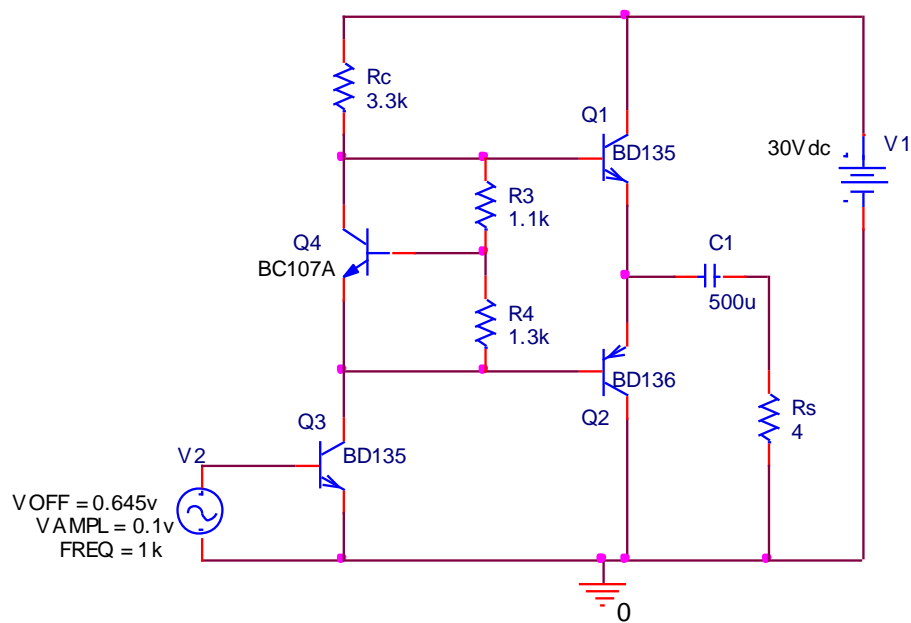 Rc
3.3k
Q1
BD135
30Vdc
V1
R3
1.1k
Q4
BC107A
C1
500u
R4
1.3k
BD136
Q2
Rs
4
Q3
BD135
V2
VOFF = 0.645v
VAMPL = 0.1v
FREQ = 1k
0